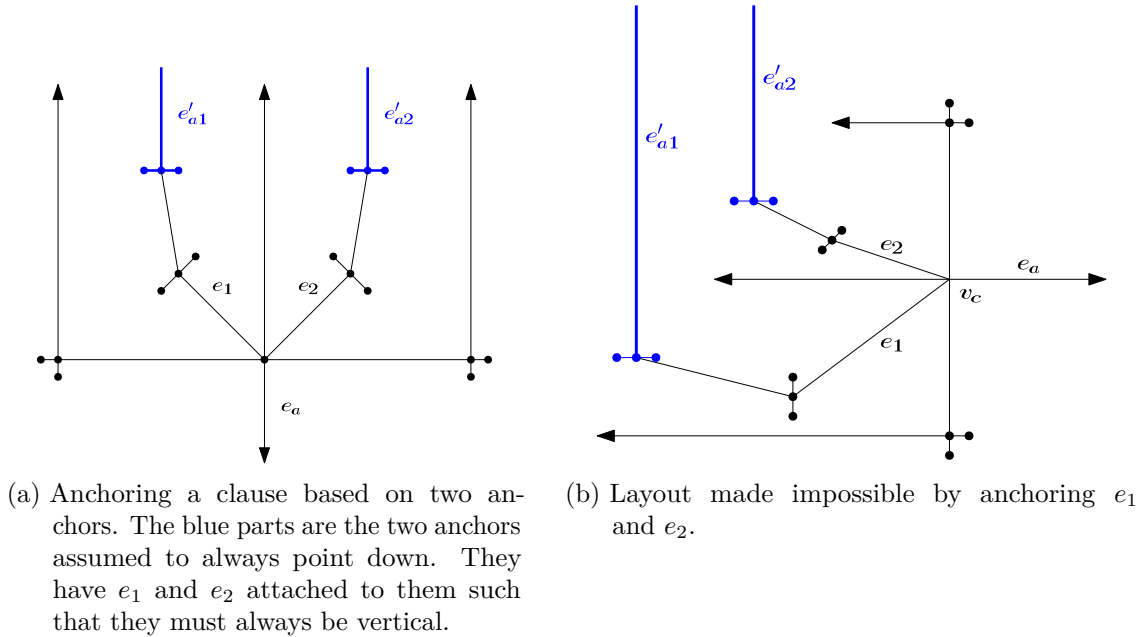 e′a1
e′a2
e1
e2
ea
e′a2
e′a1
e2
ea
vc
e1
(a) Anchoring a clause based on two an-
chors. The blue parts are the two anchors
assumed to always point down. They
have e1 and e2 attached to them such
that they must always be vertical.
(b) Layout made impossible by anchoring e1
and e2.